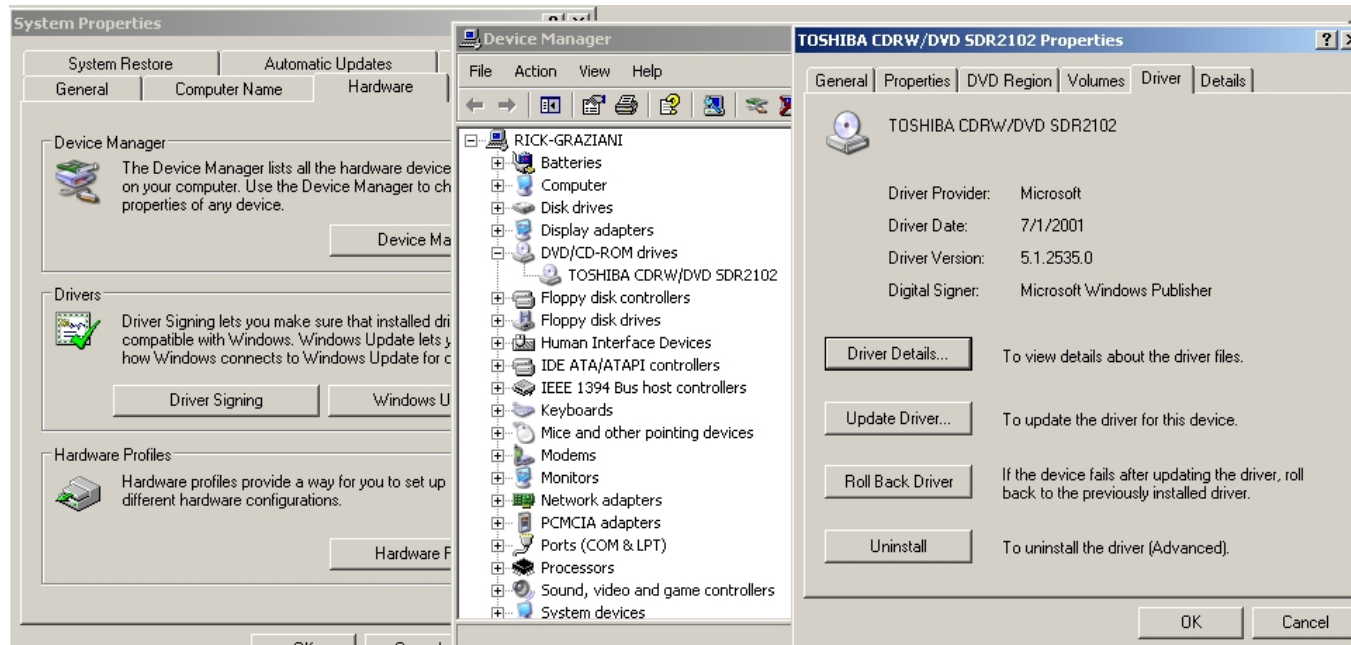 System Properties
System Restore
Automatic Updates
General
Computer Name
Hardware
Device Manager
The Device Manager lists all the hardware device
on your computer. Use the Device Manager to ch
properties of any device.
Device Ma
Drivers
Driver Signing lets you make sure that installed dri
compatible with Windows. Windows Update lets
how Windows connects to Windows Update for
Driver Signing
Windows U
Hardware Profiles
Hardware profiles provide a way for you to set up
different hardware configurations.
Hardware P
Device Manager
File Action View Help
RICK-GRAZIANI
Batteries
Computer
Disk drives
Display adapters
DVD/CD-ROM drives
TOSHIBA CDRW/DVD SDR2102
Floppy disk controllers
Floppy disk drives
Human Interface Devices
IDE ATA/ATAPI controllers
IEEE 1394 Bus host controllers
Keyboards
Mice and other pointing devices
Modems
Monitors
Network adapters
PCMCIA adapters
Ports (COM & LPT)
Processors
Sound, video and game controllers
System devices
TOSHIBA CDRW/DVD SDR2102 Properties
General Properties DVD Region Volumes Driver Details
TOSHIBA CDRW/DVD SDR2102
Driver Provider: Microsoft
Driver Date: 7/1/2001
Driver Version: 5.1.2535.0
Digital Signer: Microsoft Windows Publisher
Driver Details... To view details about the driver files.
Update Driver... To update the driver for this device.
Roll Back Driver If the device fails after updating the driver, roll
back to the previously installed driver.
Uninstall To uninstall the driver (Advanced).
OK Cancel